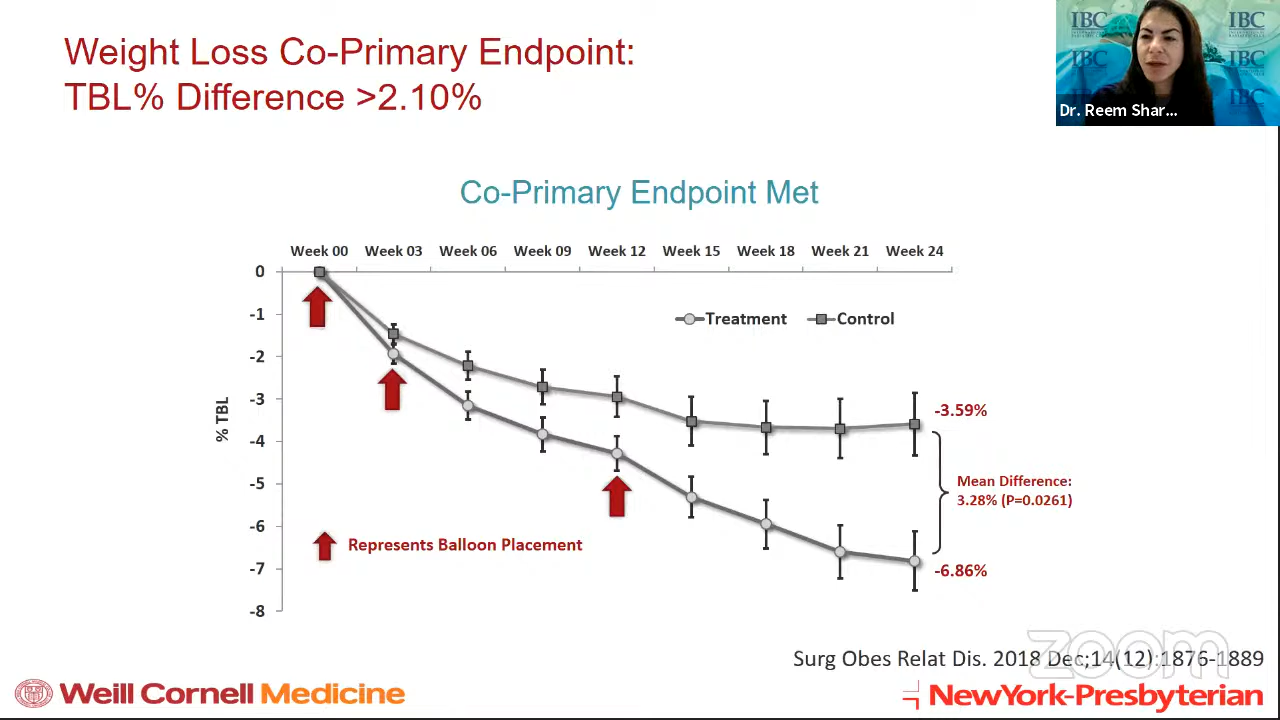 Weight Loss Co-Primary Endpoint:
TBL% Difference >2.10%
IBC
IBC
IBC
IBC
IBC
Dr. Reem Shar...
Co-Primary Endpoint Met
Week 00 Week 03 Week 06 Week 09 Week 12 Week 15 Week 18 Week 21 Week 24
0
-1
-2
-3
-4
-5
-6
-7
-8
% TBL
Treatment Control
-3.59%
Mean Difference:
3.28% (P=0.0261)
-6.86%
Represents Balloon Placement
zoom
Surg Obes Relat Dis. 2018 Dec;14(12):1876-1889
Weill Cornell Medicine
NewYork-Presbyterian